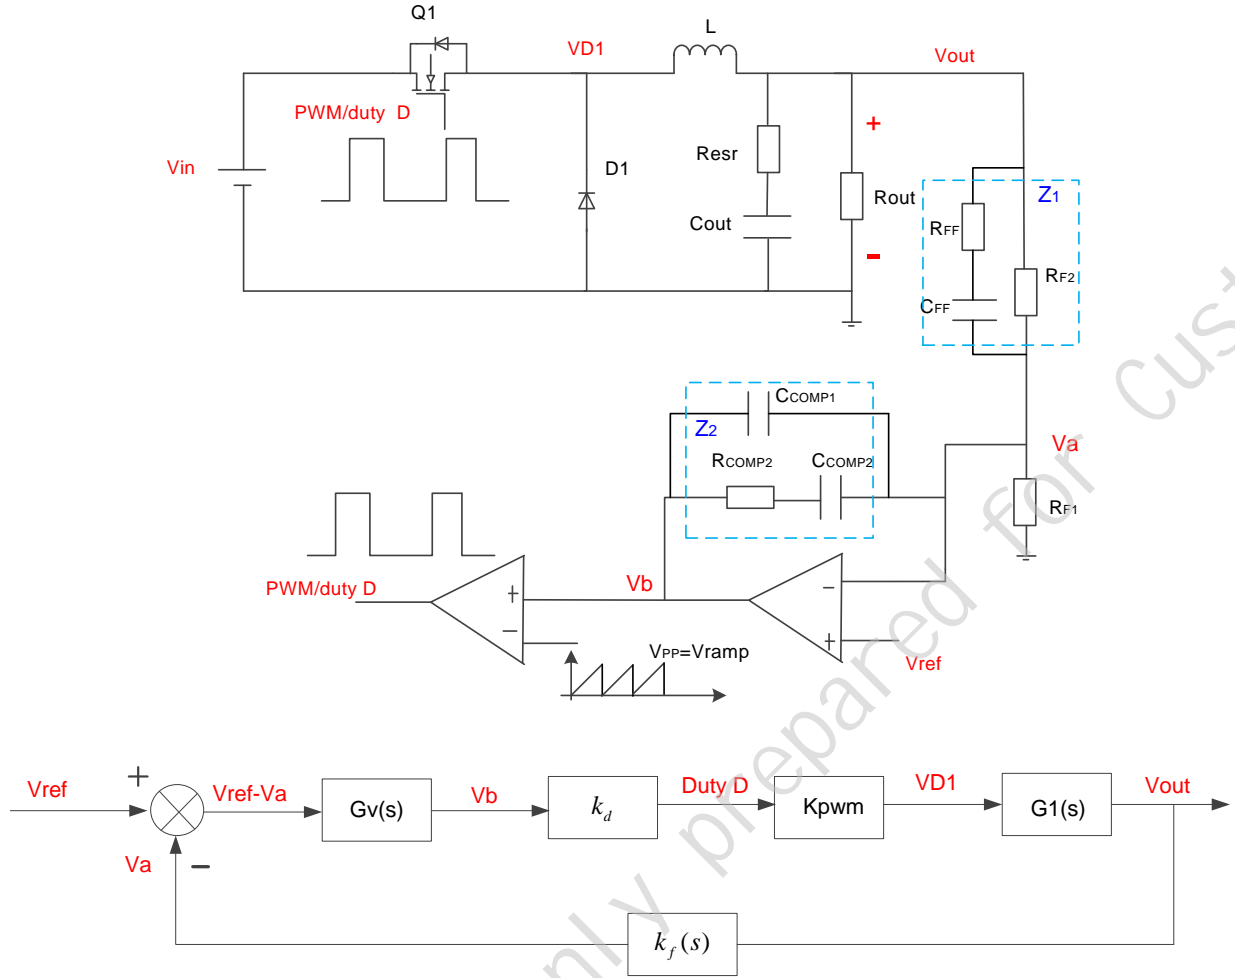 Q1
VD1
L
Vout
PWM/duty D
Vin
D1
Resr
Cout
+
Rout
-
Z1
RFF
CFF
RF2
CCOMP1
Z2
RCOMP2
CCOMP2
Va
RF1
PWM/duty D
+
−
Vb
−
+
VPP=Vramp
Vref
Vref
+
Vref-Va
Gv(s)
Vb
kd
Duty D
Kpwm
VD1
G1(s)
Vout
Va
−
kf(s)
nly prepared for Cust